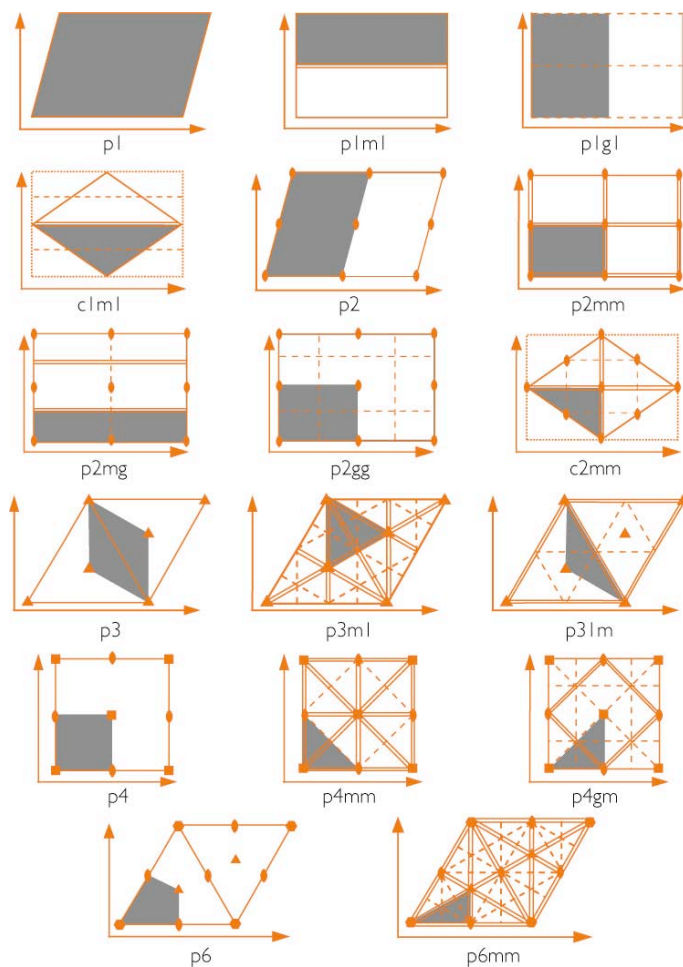 p1 p1m1 p1g1
c1m1 p2 p2mm
p2mg p2gg c2mm
p3 p3m1 p31m
p4 p4mm p4gm
p6 p6mm